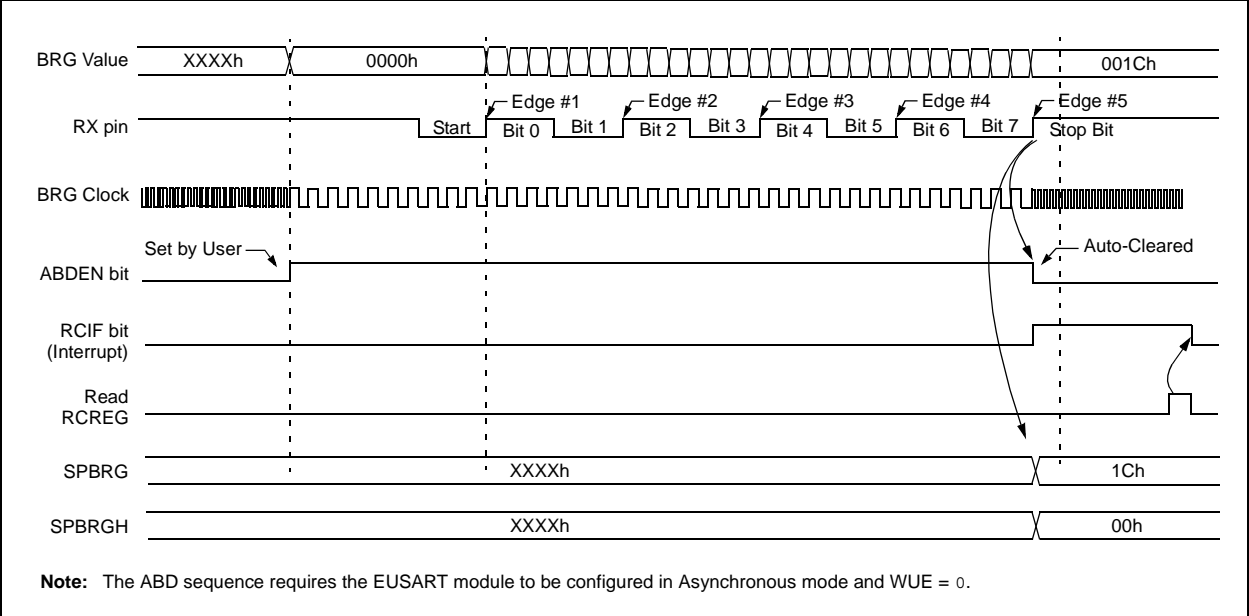 BRG Value XXXXh 0000h 001Ch
Edge #1 Edge #2 Edge #3 Edge #4 Edge #5
RX pin Start Bit 0 Bit 1 Bit 2 Bit 3 Bit 4 Bit 5 Bit 6 Bit 7 Stop Bit
BRG Clock
Set by User Auto-Cleared
ABDEN bit
RCIF bit
(Interrupt)
Read
RCREG
SPBRG XXXXh 1Ch
SPBRGH XXXXh 00h
Note: The ABD sequence requires the EUSART module to be configured in Asynchronous mode and WUE = 0.